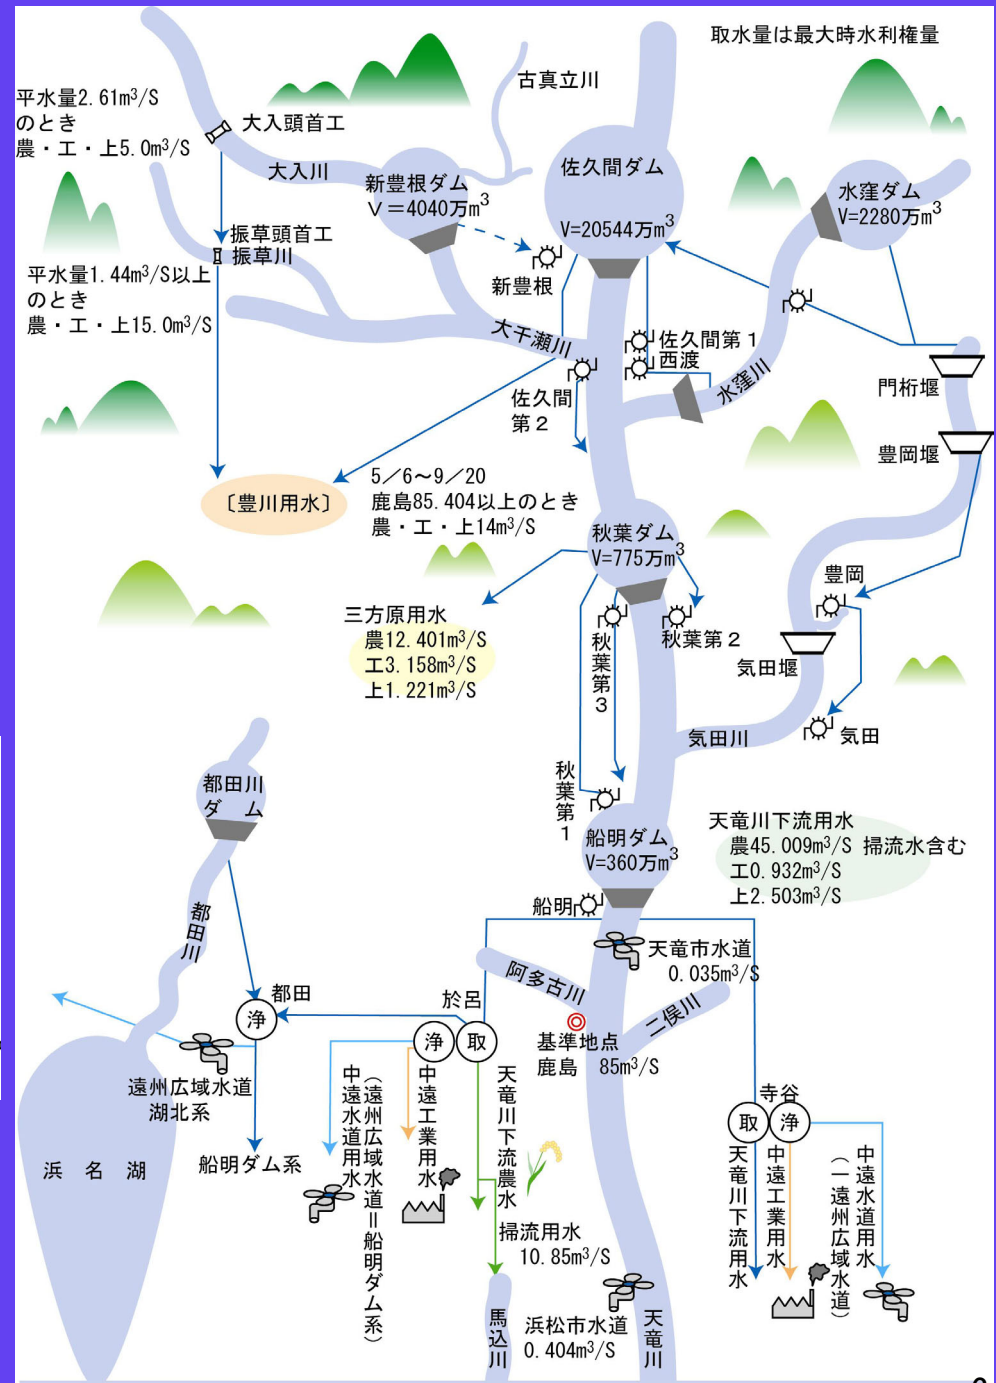 取水量は最大時水利権量
古真立川
平水量2.61m³/S
のとき
農・工・上5.0m³/S
大入頭首工
大入川
新豊根ダム
V=4040万m³
佐久間ダム
V=20544万m³
水窪ダム
V=2280万m³
振草頭首工
振草川
平水量1.44m³/S以上
のとき
農・工・上15.0m³/S
新豊根
大千瀬川
佐久間第1
西渡
水窪川
佐久間
第2
門桁堰
豊岡堰
〔豊川用水〕
5/6~9/20
鹿島85.404以上のとき
農・工・上14m³/S
秋葉ダム
V=775万m³
豊岡
三方原用水
農12.401m³/S
工3.158m³/S
上1.221m³/S
秋葉第3
秋葉第2
気田堰
気田川
気田
都田川
ダム
秋葉第1
船明ダム
V=360万m³
天竜川下流用水
農45.009m³/S 掃流水含む
工0.932m³/S
上2.503m³/S
船明
都田川
天竜市水道
0.035m³/S
阿多古川
二俣川
都田
於呂
浄
浄
取
基準地点
鹿島 85m³/S
遠州広域水道
湖北系
船明ダム系
浜名湖
中遠水道用水
(遠州広域水道=船明ダム系)
中遠工業用水
天竜川下流農水
掃流用水
10.85m³/S
馬込川
浜松市水道
0.404m³/S
天竜川
寺谷
取
浄
天竜川下流用水
中遠工業用水
中遠水道用水
(一遠州広域水道)